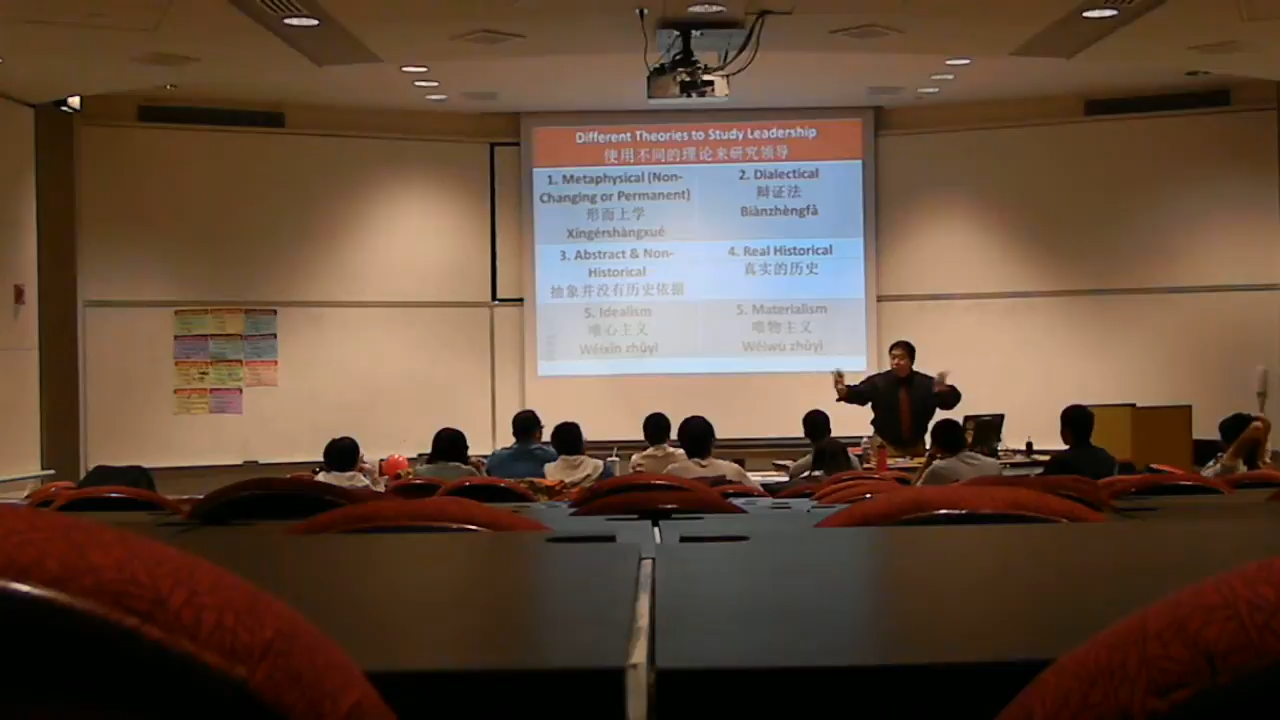 Different Theories to Study Leadership
使用不同的理论来研究领导
1. Metaphysical (Non-
Changing or Permanent)
形而上学
Xíngérshàngxué
2. Dialectical
辩证法
Biànzhèngfǎ
3. Abstract & Non-
Historical
抽象并没有历史依据
4. Real Historical
真实的历史
5. Idealism
唯心主义
Wéixīn zhǔyì
5. Materialism
唯物主义
Wéiwù zhǔyì